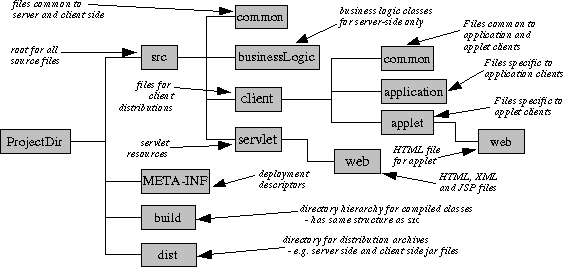 files common to
server and client side
common
business logic classes
for server-side only
Files common to
application and
applet clients
root for all
source files
src
businessLogic
common
Files specific to
application clients
files for
client
distributions
client
application
Files specific to
applet clients
applet
servlet
resources
servlet
HTML file
for applet
web
ProjectDir
web
HTML, XML
and JSP files
META-INF
deployment
descriptors
build
directory hierarchy for compiled classes
- has same structure as src
dist
directory for distribution archives
- e.g. server side and client side jar files